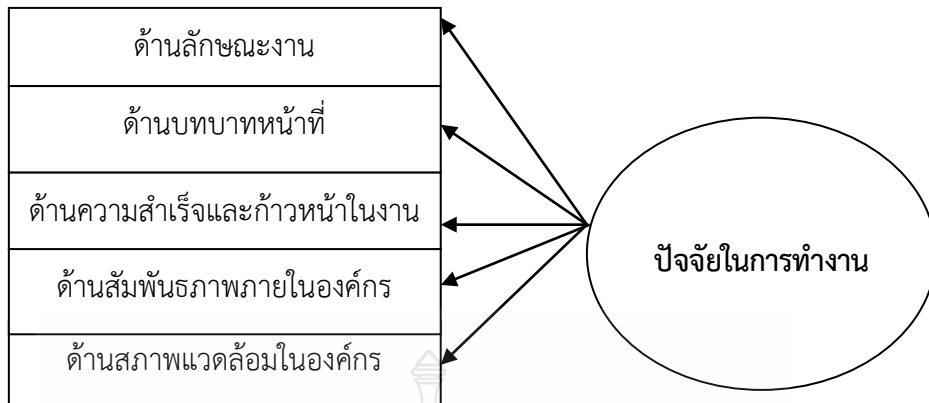 ด้านลักษณะงาน
ด้านบทบาทหน้าที่
ด้านความสำเร็จและก้าวหน้าในงาน
ด้านสัมพันธภาพภายในองค์กร
ด้านสภาพแวดล้อมในองค์กร
ปัจจัยในการทำงาน